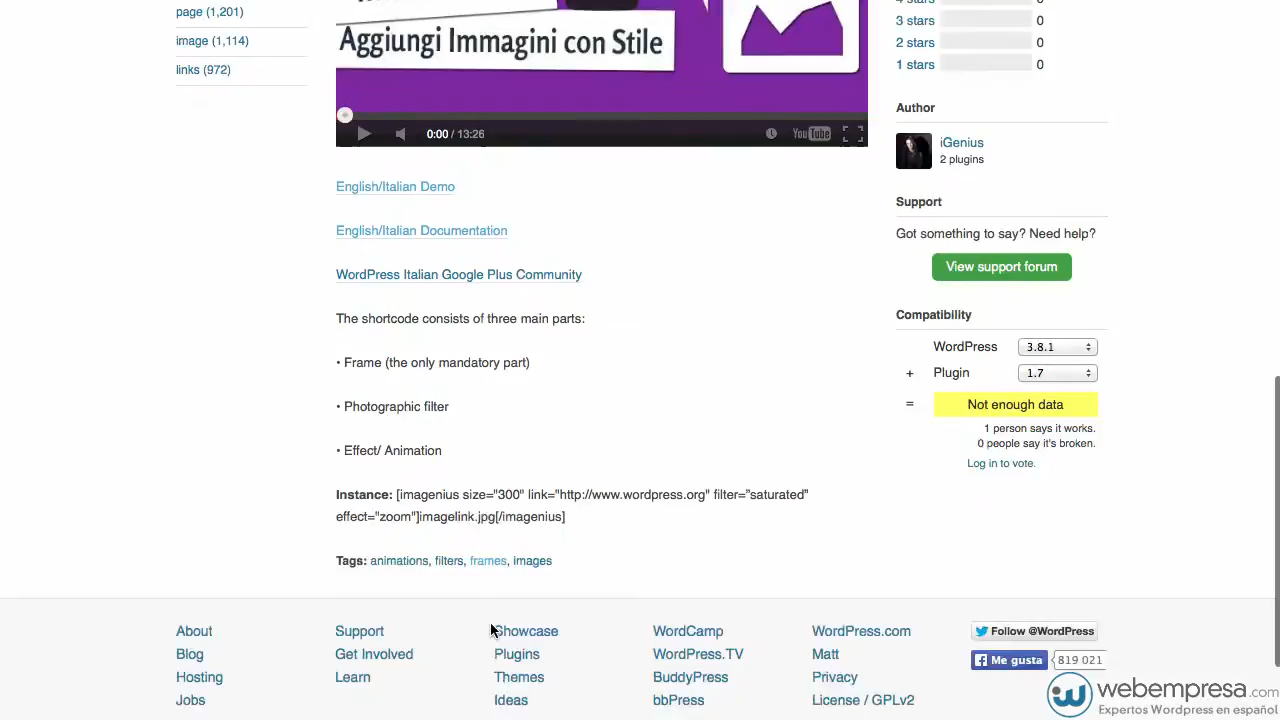 page (1,201)
image (1,114)
links (972)
Aggiungi Immagini con Stile
0:00 / 13:26
YouTube
English/Italian Demo
English/Italian Documentation
WordPress Italian Google Plus Community
The shortcode consists of three main parts:
• Frame (the only mandatory part)
• Photographic filter
• Effect/ Animation
Instance: [imagenius size="300" link="http://www.wordpress.org" filter="saturated"
effect="zoom"]imagelink.jpg[/imagenius]
Tags: animations, filters, frames, images
3 stars 0
2 stars 0
1 stars 0
Author
iGenius
2 plugins
Support
Got something to say? Need help?
View support forum
Compatibility
WordPress 3.8.1
+ Plugin 1.7
= Not enough data
1 person says it works.
0 people say it's broken.
Log in to vote.
About
Blog
Hosting
Jobs
Support
Get Involved
Learn
Showcase
Plugins
Themes
Ideas
WordCamp
WordPress.TV
BuddyPress
bbPress
WordPress.com
Matt
Privacy
License / GPLv2
Follow @WordPress
Me gusta 819 021
webempresa.com
Expertos Wordpress en español